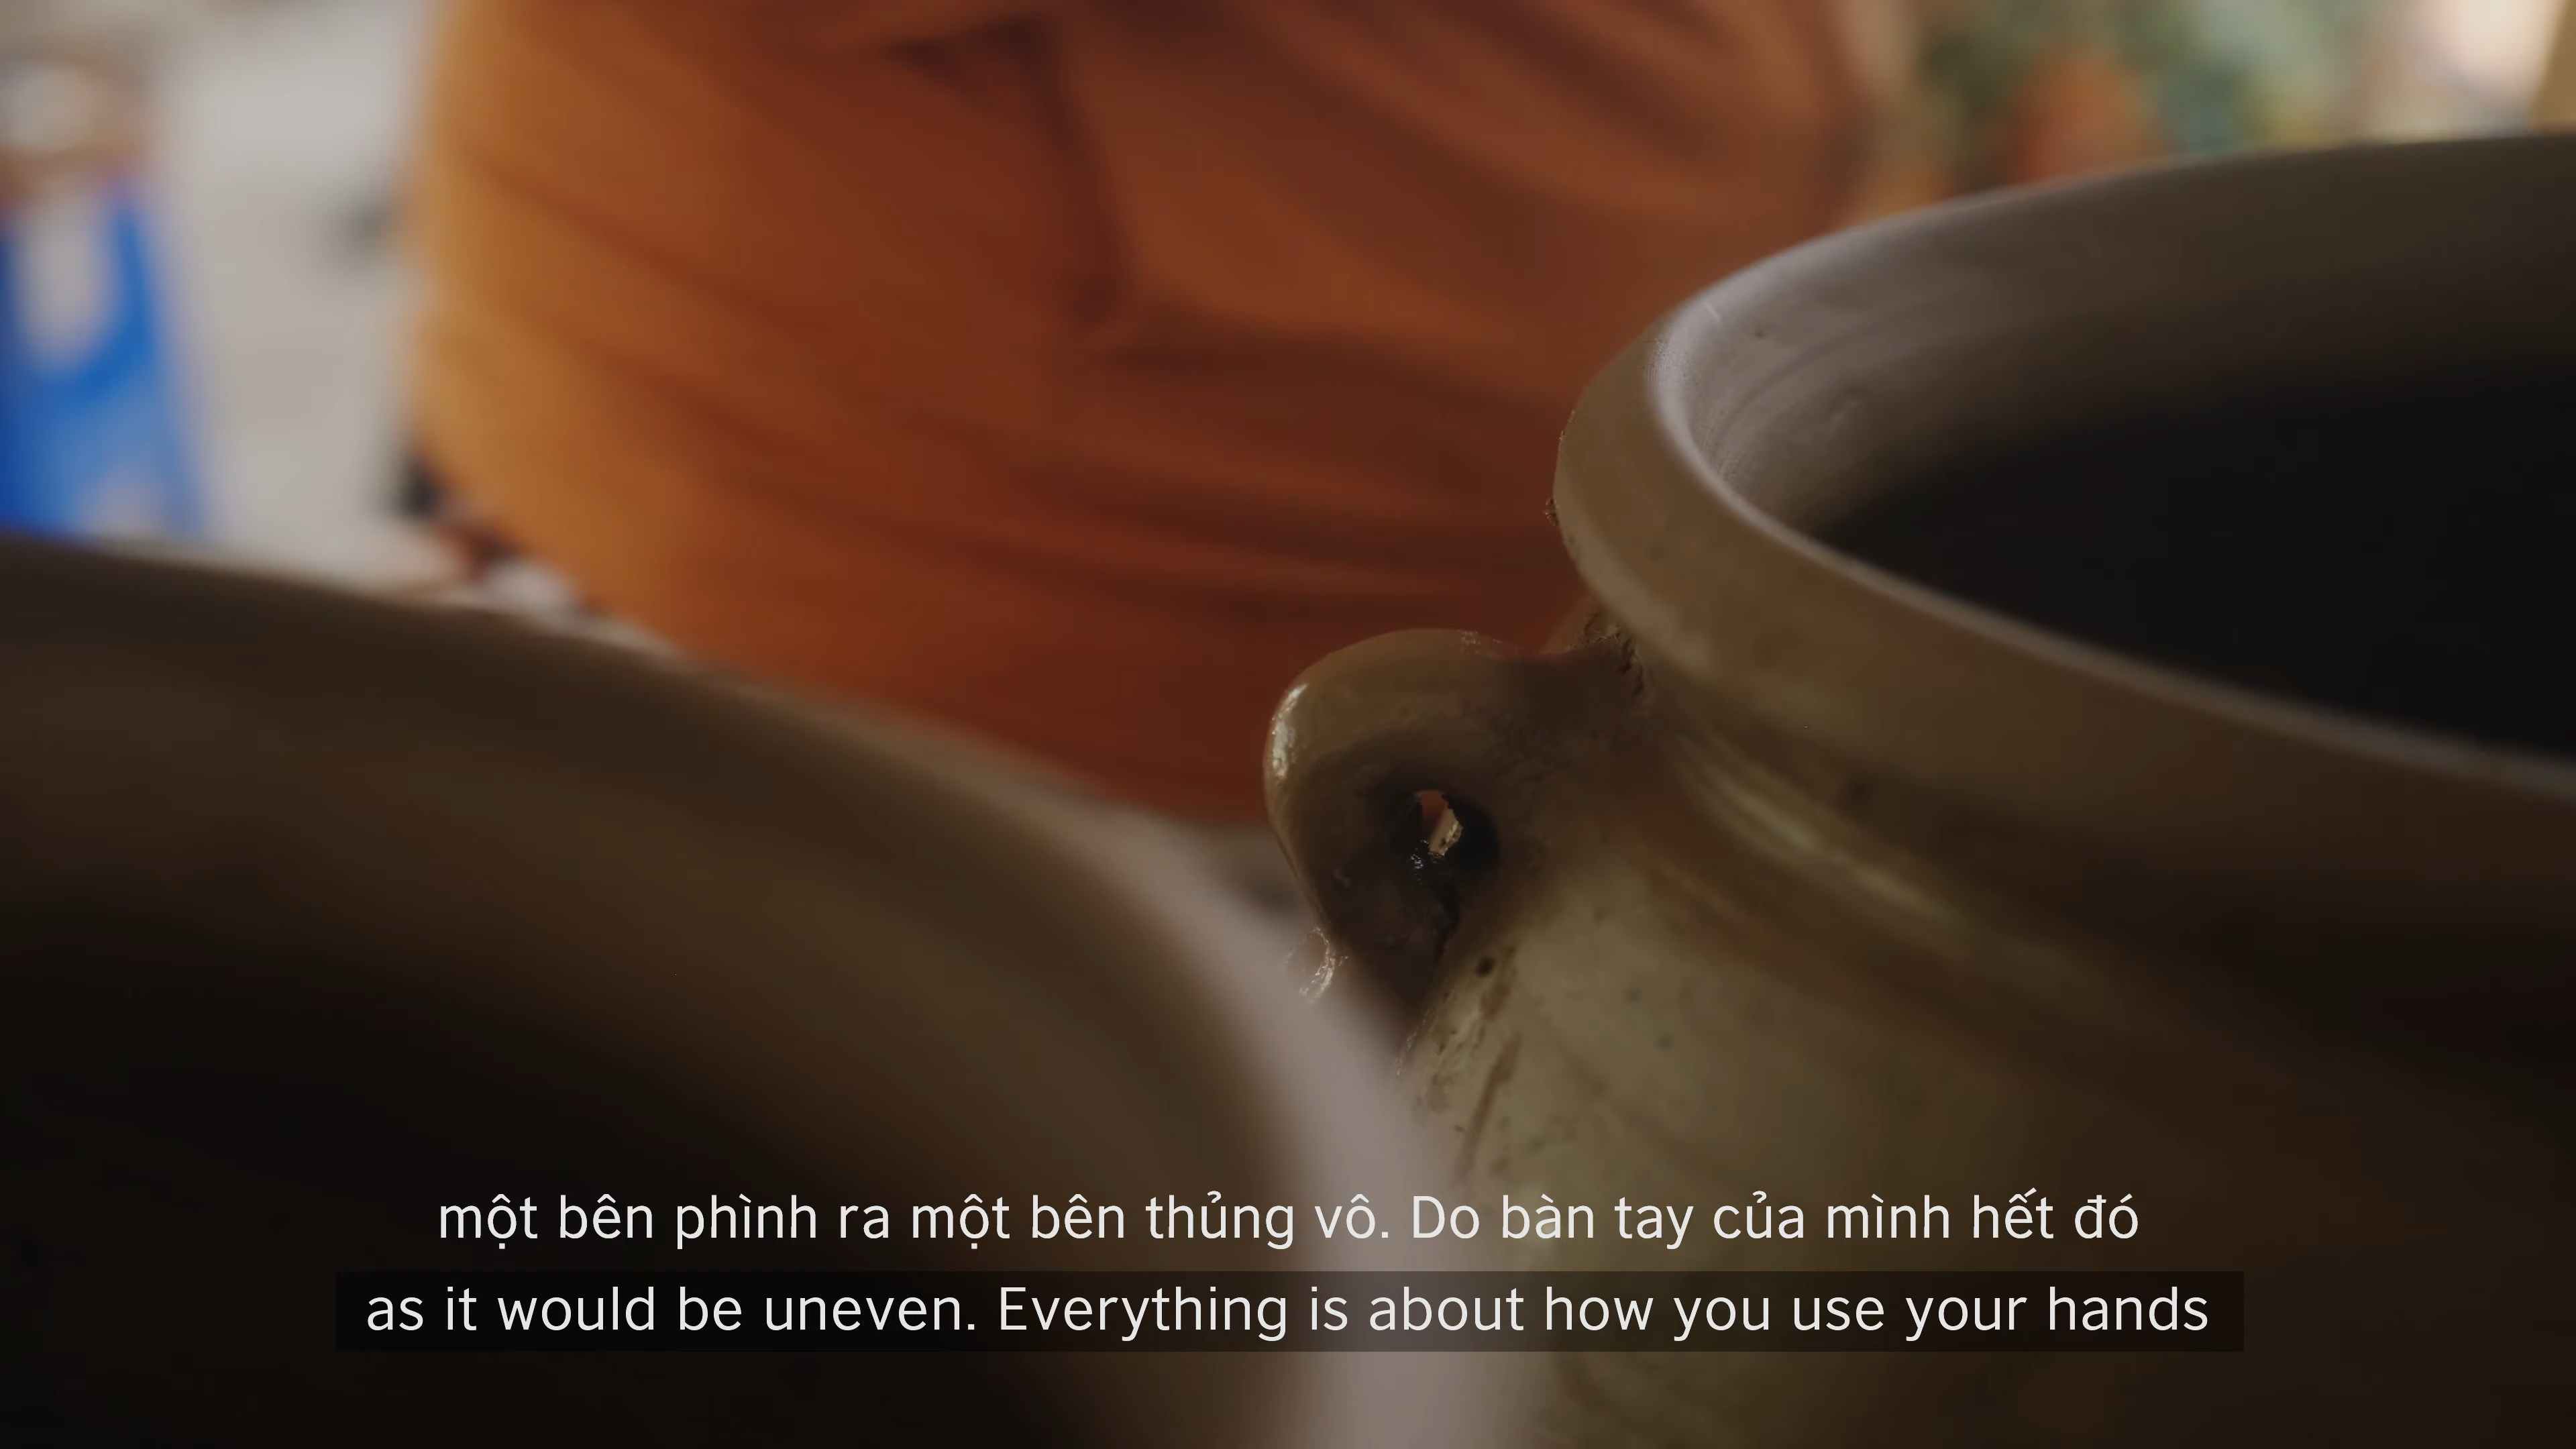 một bên phình ra một bên thủng vô. Do bàn tay của mình hết đó
as it would be uneven. Everything is about how you use your hands